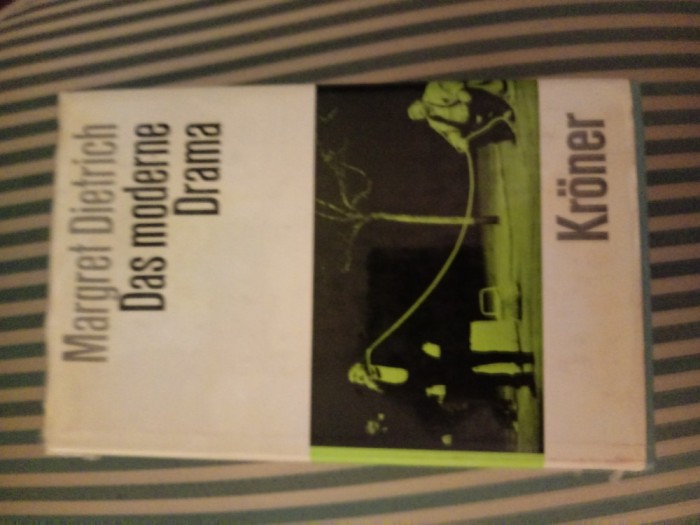 Margret Dietrich
Das moderne
Drama
Kröner